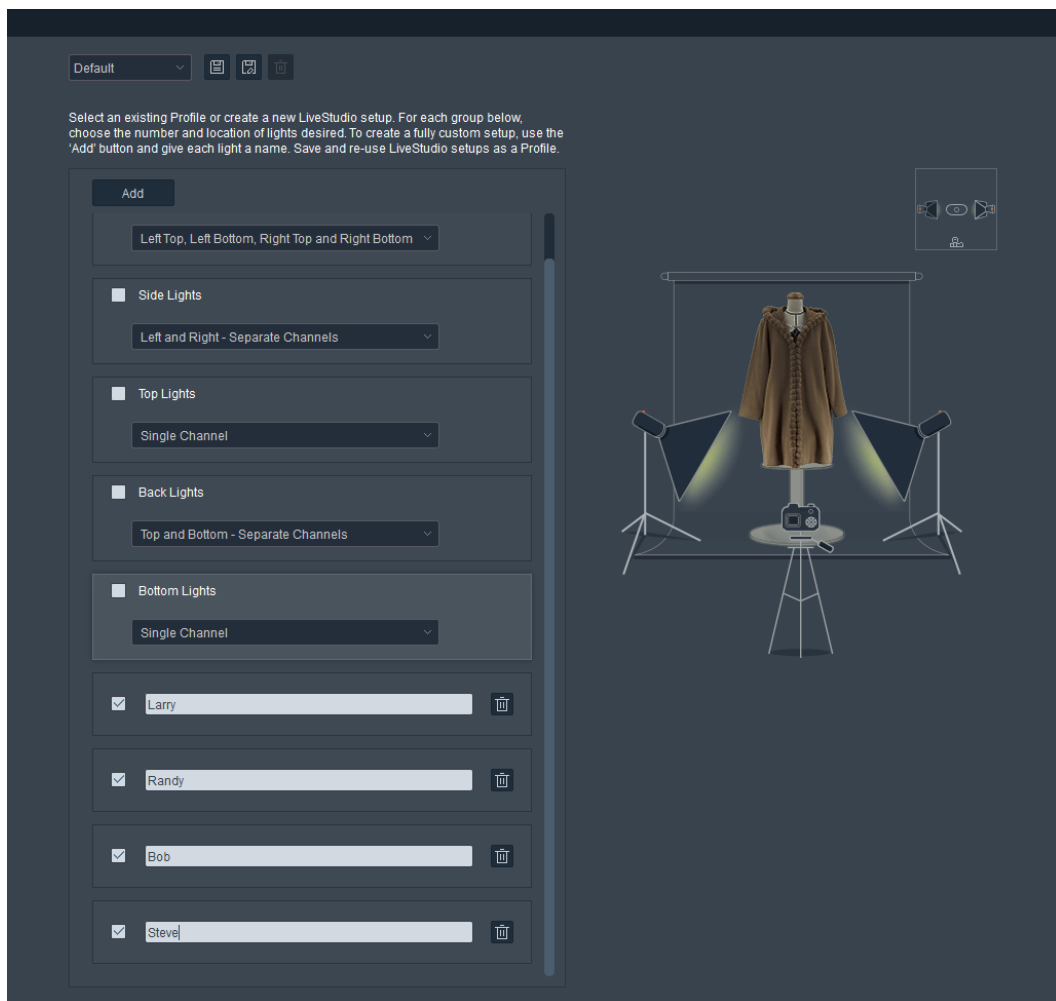 Default
Select an existing Profile or create a new LiveStudio setup. For each group below,
choose the number and location of lights desired. To create a fully custom setup, use the
'Add' button and give each light a name. Save and re-use LiveStudio setups as a Profile.
Add
Left Top, Left Bottom, Right Top and Right Bottom
Side Lights
Left and Right - Separate Channels
Top Lights
Single Channel
Back Lights
Top and Bottom - Separate Channels
Bottom Lights
Single Channel
Larry
Randy
Bob
Steve